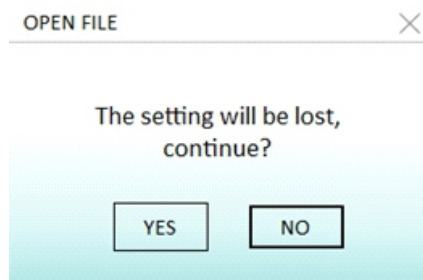 OPEN FILE
The setting will be lost,
continue?
YES NO